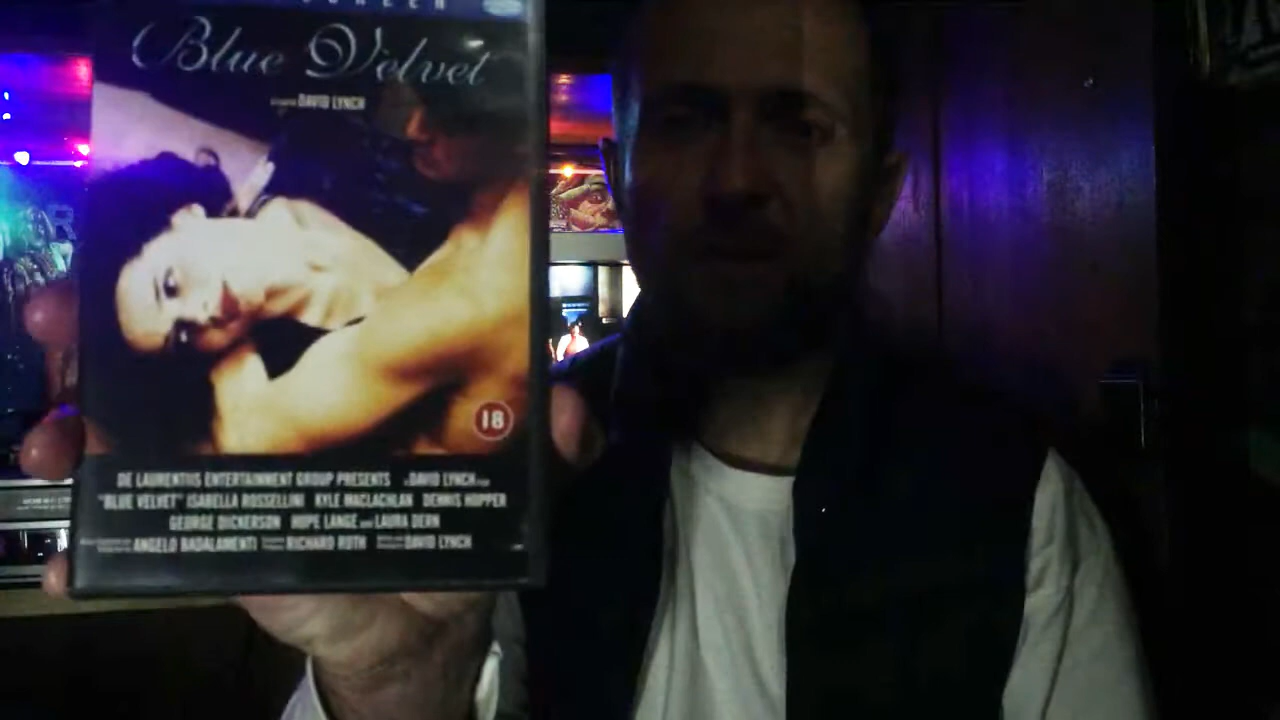 Blue Velvet
DAVID LYNCH
18
DE LAURENTIIS ENTERTAINMENT GROUP PRESENTS A DAVID LYNCH FILM
"BLUE VELVET" ISABELLA ROSSELLINI KYLE MACLACHLAN DENNIS HOPPER
GEORGE DICKERSON HOPE LANGE AND LAURA DERN
ANGELO BADALAMENTI RICHARD ROTH DAVID LYNCH